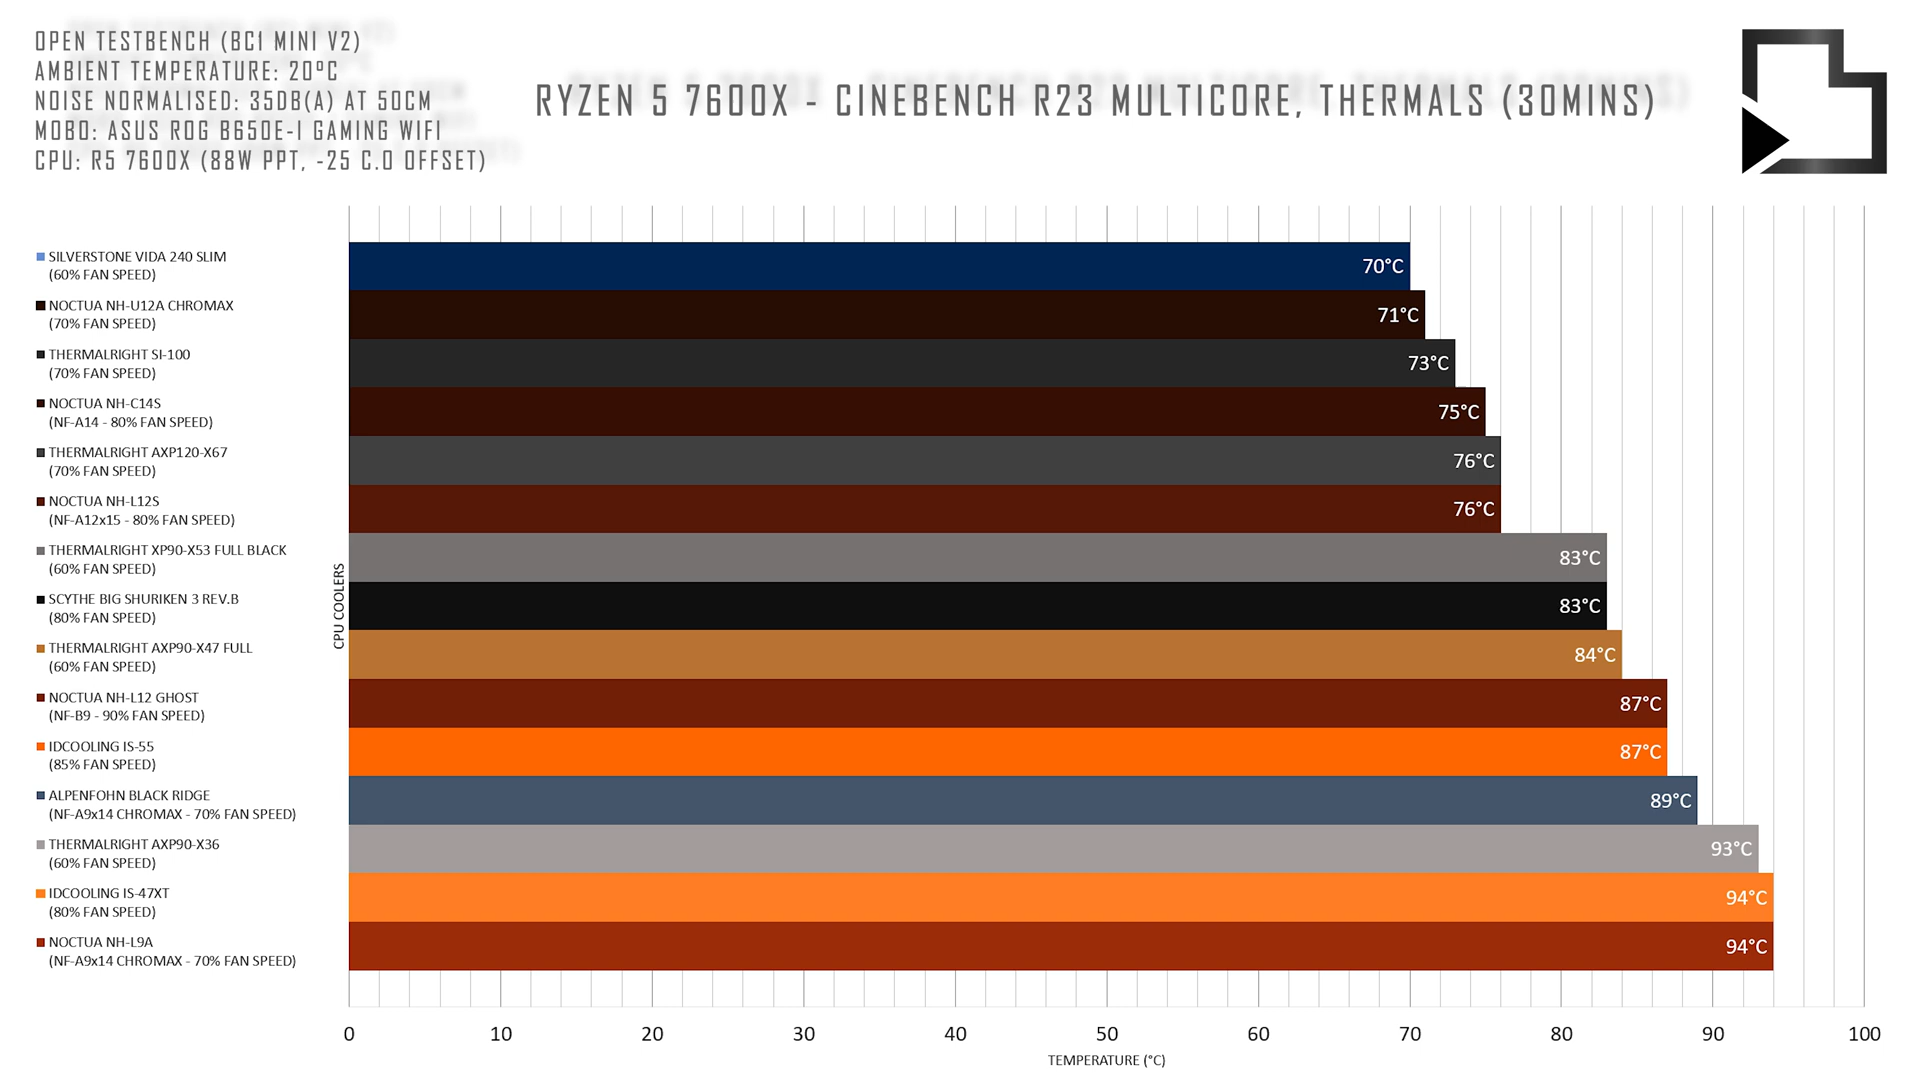 OPEN TESTBENCH (BC1 MINI V2)
AMBIENT TEMPERATURE: 20ºC
NOISE NORMALISED: 35DB(A) AT 50CM
MOBO: ASUS ROG B650E-I GAMING WIFI
CPU: R5 7600X (88W PPT, -25 C.O OFFSET)
RYZEN 5 7600X - CINEBENCH R23 MULTICORE, THERMALS (30MINS)
SILVERSTONE VIDA 240 SLIM
(60% FAN SPEED)
70°C
NOCTUA NH-U12A CHROMAX
(70% FAN SPEED)
71°C
THERMALRIGHT SI-100
(70% FAN SPEED)
73°C
NOCTUA NH-C14S
(NF-A14 - 80% FAN SPEED)
75°C
THERMALRIGHT AXP120-X67
(70% FAN SPEED)
76°C
NOCTUA NH-L12S
(NF-A12x15 - 80% FAN SPEED)
76°C
THERMALRIGHT XP90-X53 FULL BLACK
(60% FAN SPEED)
83°C
SCYTHE BIG SHURIKEN 3 REV.B
(80% FAN SPEED)
83°C
THERMALRIGHT AXP90-X47 FULL
(60% FAN SPEED)
84°C
NOCTUA NH-L12 GHOST
(NF-B9 - 90% FAN SPEED)
87°C
IDCOOLING IS-55
(85% FAN SPEED)
87°C
ALPENFOHN BLACK RIDGE
(NF-A9x14 CHROMAX - 70% FAN SPEED)
89°C
THERMALRIGHT AXP90-X36
(60% FAN SPEED)
93°C
IDCOOLING IS-47XT
(80% FAN SPEED)
94°C
NOCTUA NH-L9A
(NF-A9x14 CHROMAX - 70% FAN SPEED)
94°C
CPU COOLERS
0 10 20 30 40 50 60 70 80 90 100
TEMPERATURE (°C)